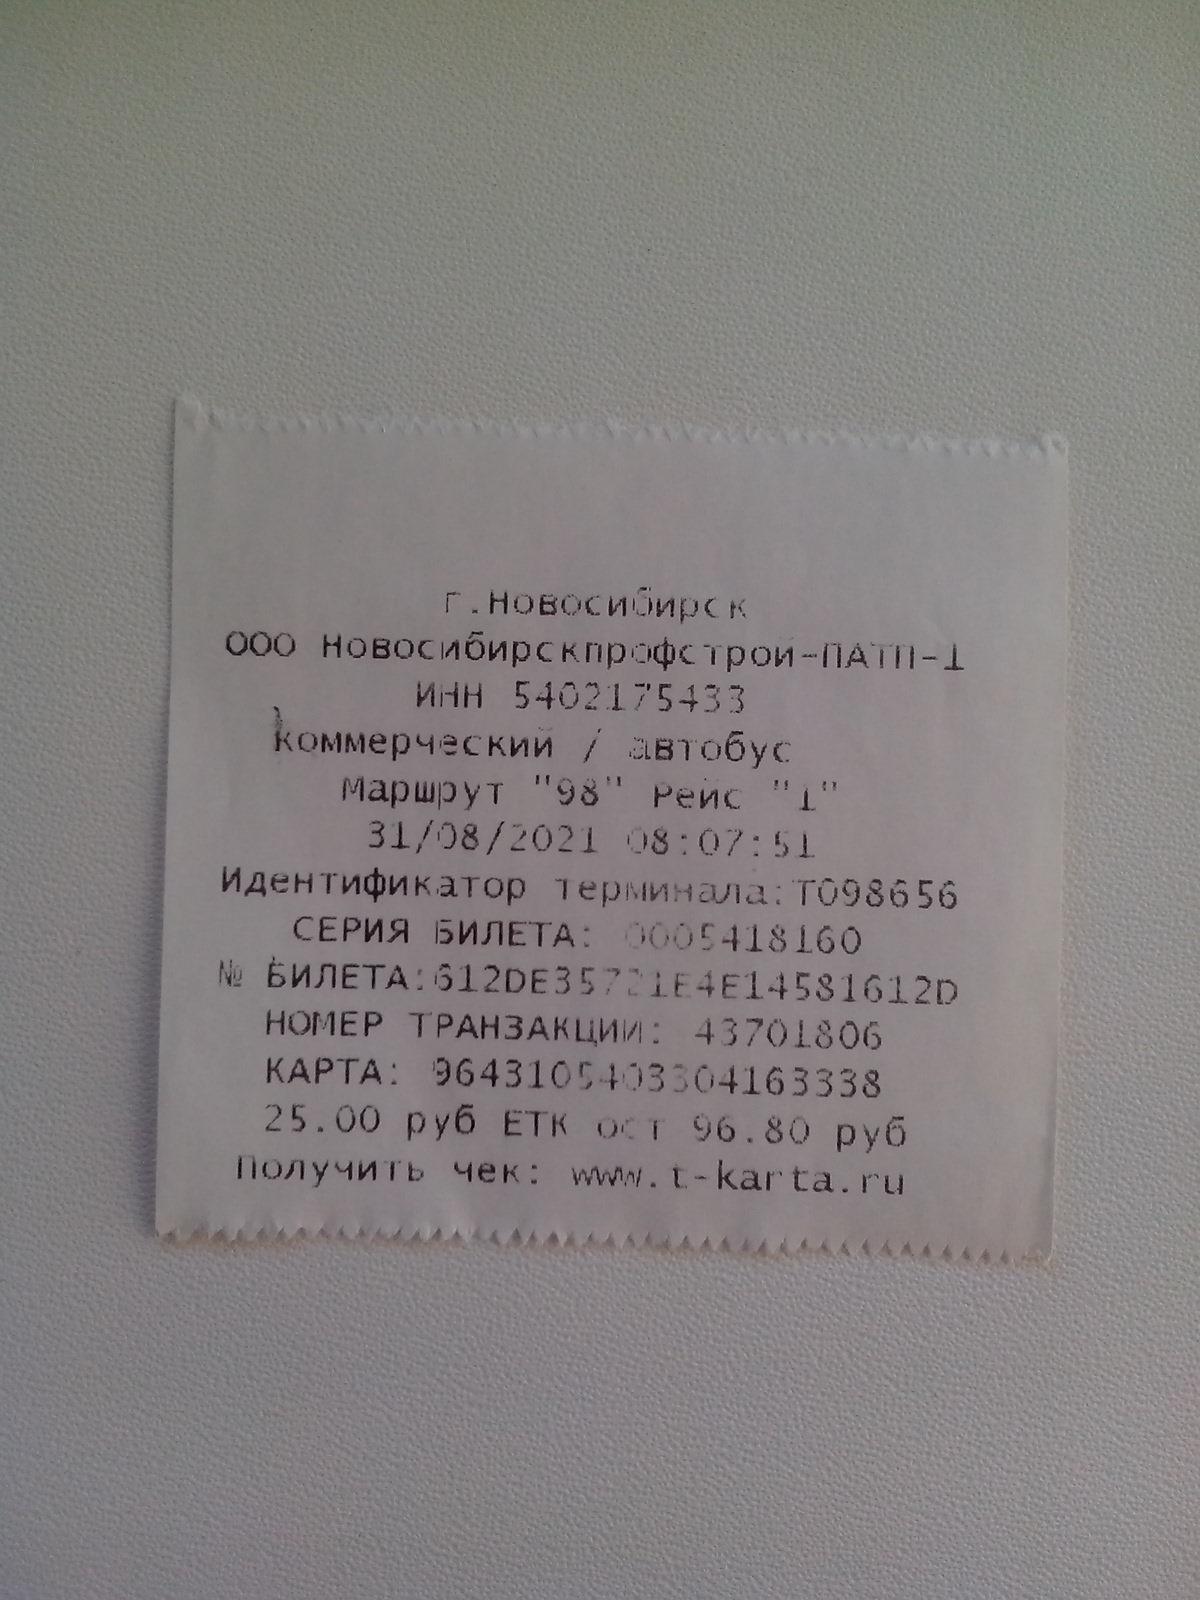 г.Новосибирск
ООО Новосибирскпрофстрой-ПАТП-1
ИНН 5402175433
коммерческий / автобус
Маршрут "98" Рейс "1"
31/08/2021 08:07:51
Идентификатор терминала:T098656
СЕРИЯ БИЛЕТА: 0005418160
№ БИЛЕТА:612DE35721E4E14581612D
НОМЕР ТРАНЗАКЦИИ: 43701806
КАРТА: 9643105403304163338
25.00 руб ЕТК ост 96.80 руб
Получить чек: www.t-karta.ru